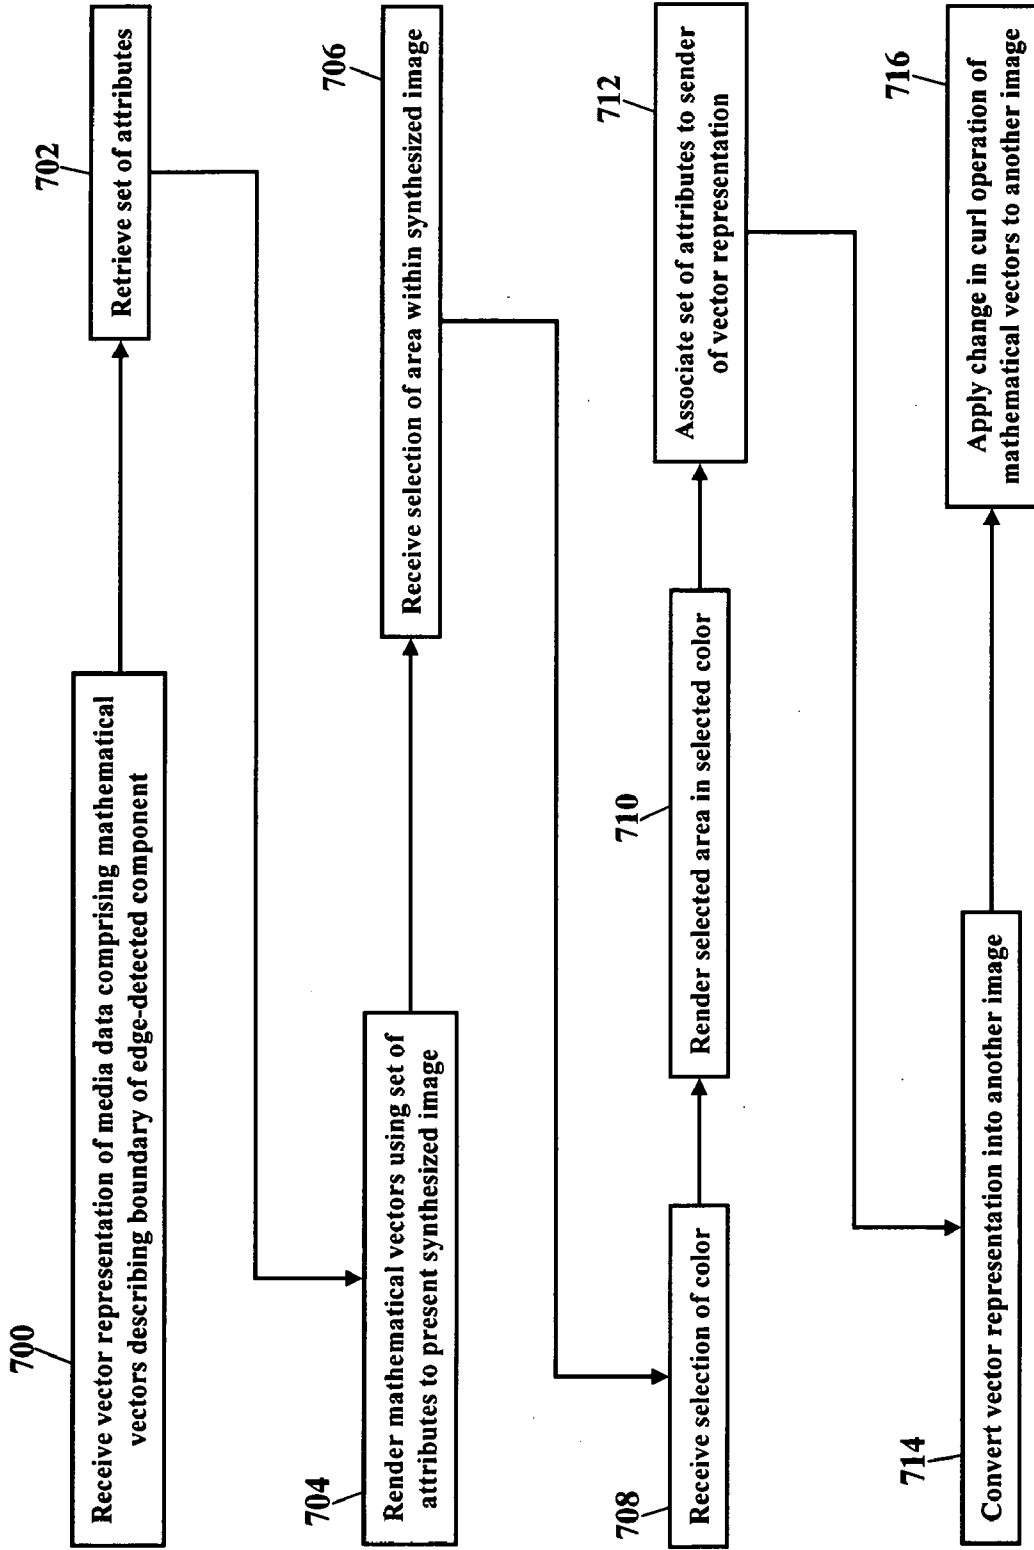 700
Receive vector representation of media data comprising mathematical
vectors describing boundary of edge-detected component
702
Retrieve set of attributes
704
Render mathematical vectors using set of
attributes to present synthesized image
706
Receive selection of area within synthesized image
708
Receive selection of color
710
Render selected area in selected color
712
Associate set of attributes to sender
of vector representation
714
Convert vector representation into another image
716
Apply change in curl operation of
mathematical vectors to another image